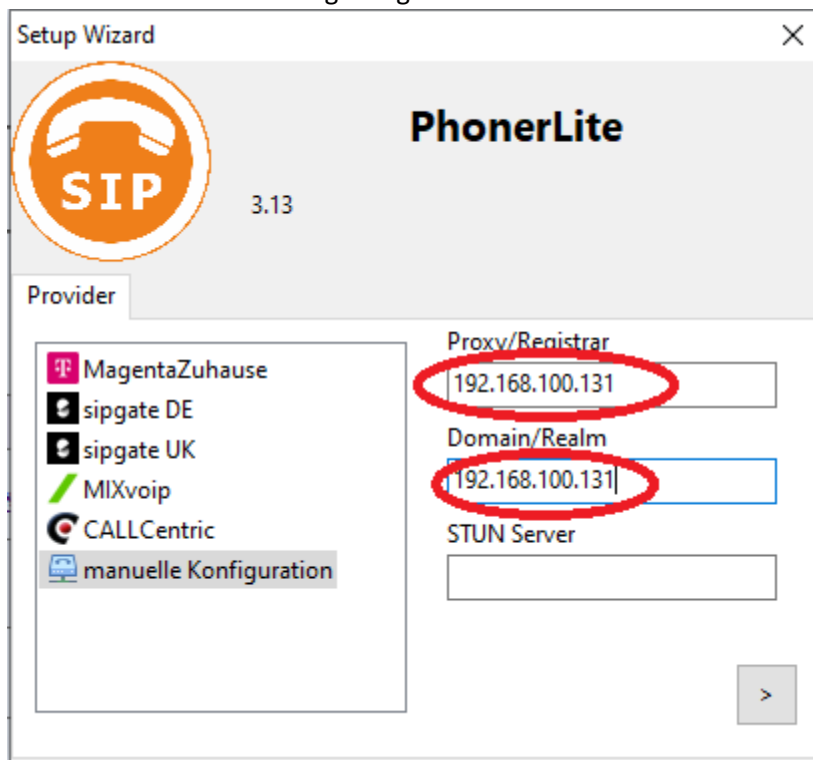 Setup Wizard
PhonerLite
SIP
3.13
Provider
MagentaZuhause
sipgate DE
sipgate UK
MIXvoip
CALLCentric
manuelle Konfiguration
Proxy/Registrar
192.168.100.131
Domain/Realm
192.168.100.131
STUN Server
>